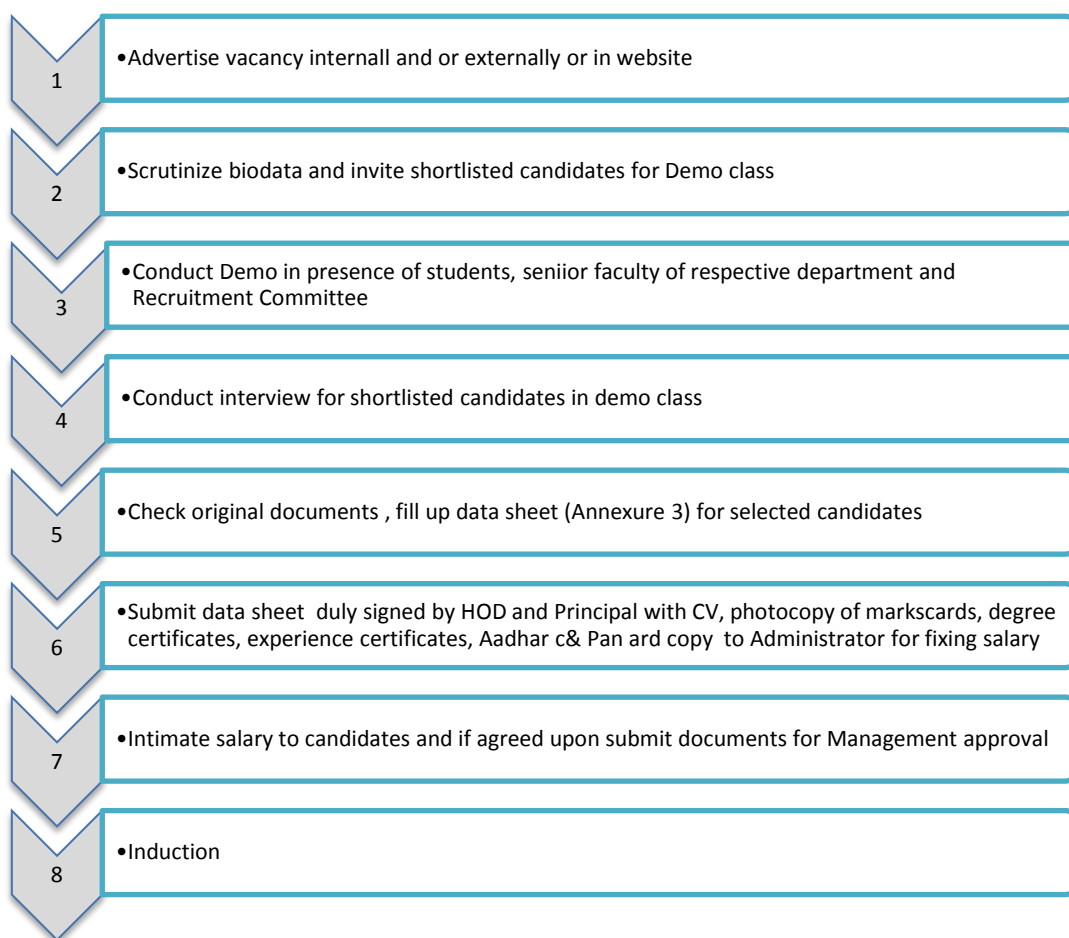 1
•Advertise vacancy internall and or externally or in website
2
•Scrutinize biodata and invite shortlisted candidates for Demo class
3
•Conduct Demo in presence of students, seniior faculty of respective department and
Recruitment Committee
4
•Conduct interview for shortlisted candidates in demo class
5
•Check original documents , fill up data sheet (Annexure 3) for selected candidates
6
•Submit data sheet  duly signed by HOD and Principal with CV, photocopy of markscards, degree
certificates, experience certificates, Aadhar c& Pan ard copy  to Administrator for fixing salary
7
•Intimate salary to candidates and if agreed upon submit documents for Management approval
8
•Induction